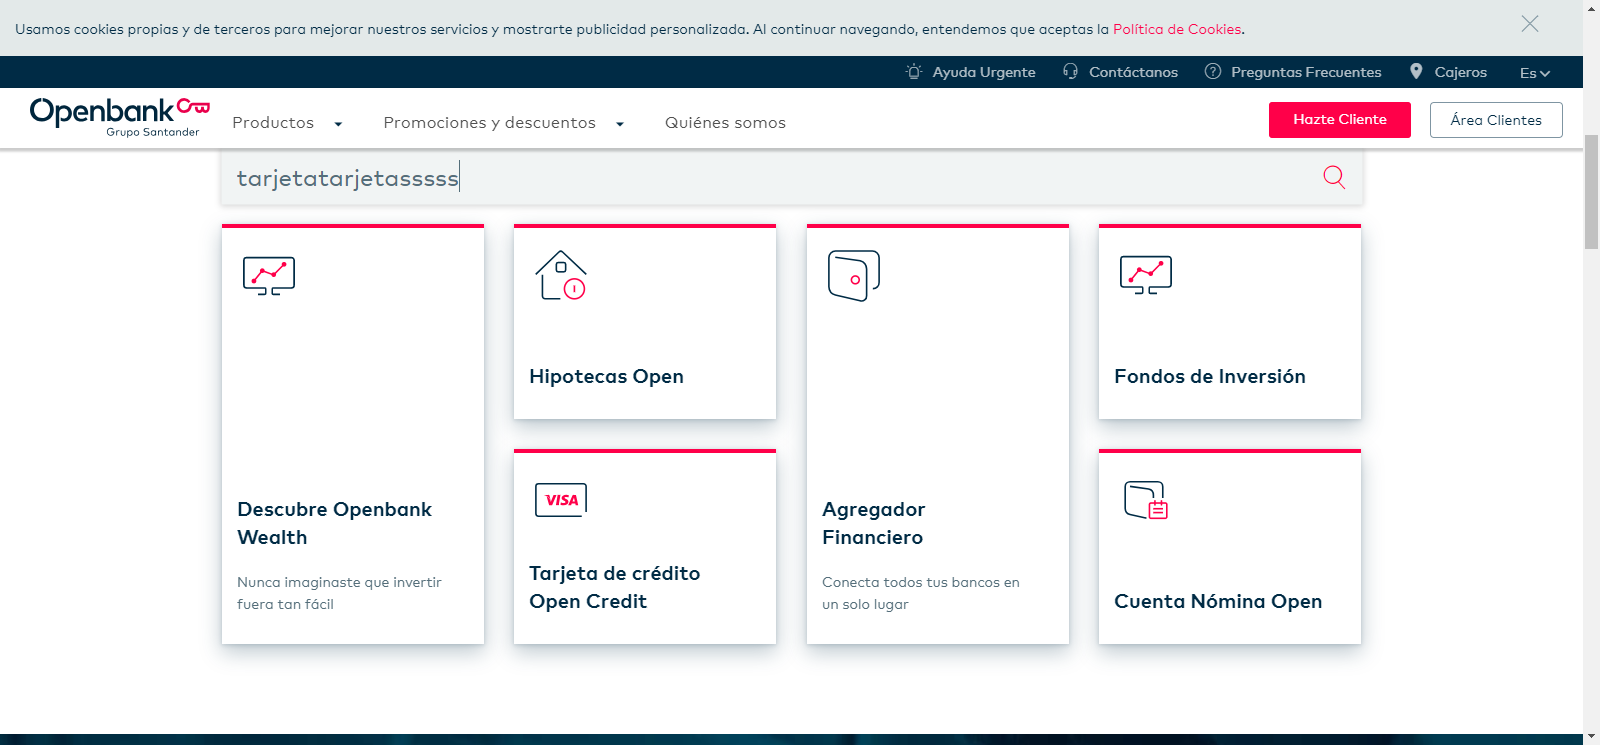 Usamos cookies propias y de terceros para mejorar nuestros servicios y mostrarte publicidad personalizada. Al continuar navegando, entendemos que aceptas la Política de Cookies.
Ayuda Urgente
Contáctanos
Preguntas Frecuentes
Cajeros
Es
Openbank
Grupo Santander
Productos
Promociones y descuentos
Quiénes somos
Hazte Cliente
Área Clientes
tarjetatarjetasssss
Hipotecas Open
Fondos de Inversión
VISA
Descubre Openbank
Wealth
Nunca imaginaste que invertir
fuera tan fácil
Tarjeta de crédito
Open Credit
Agregador
Financiero
Conecta todos tus bancos en
un solo lugar
Cuenta Nómina Open